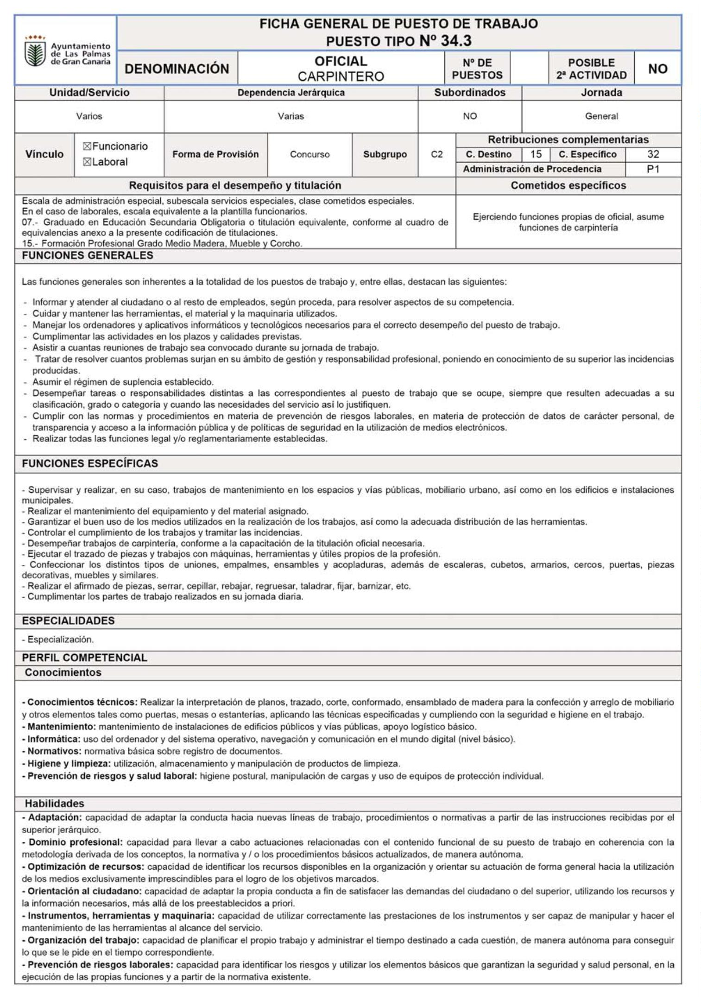 Ayuntamiento
de Las Palmas
de Gran Canaria
FICHA GENERAL DE PUESTO DE TRABAJO
PUESTO TIPO Nº 34.3
DENOMINACIÓN
OFICIAL
CARPINTERO
Nº DE
PUESTOS
POSIBLE
2ª ACTIVIDAD
NO
Unidad/Servicio
Dependencia Jerárquica
Subordinados
Jornada
Varios
Varias
NO
General
Vínculo
☒Funcionario
☒Laboral
Forma de Provisión
Concurso
Subgrupo
C2
Retribuciones complementarias
C. Destino
15
C. Específico
32
Administración de Procedencia
P1
Requisitos para el desempeño y titulación
Cometidos específicos
Escala de administración especial, subescala servicios especiales, clase cometidos especiales.
En el caso de laborales, escala equivalente a la plantilla funcionarios.
07.- Graduado en Educación Secundaria Obligatoria o titulación equivalente, conforme al cuadro de
equivalencias anexo a la presente codificación de titulaciones.
15.- Formación Profesional Grado Medio Madera, Mueble y Corcho.
Ejerciendo funciones propias de oficial, asume
funciones de carpintería
FUNCIONES GENERALES
Las funciones generales son inherentes a la totalidad de los puestos de trabajo y, entre ellas, destacan las siguientes:
- Informar y atender al ciudadano o al resto de empleados, según proceda, para resolver aspectos de su competencia.
- Cuidar y mantener las herramientas, el material y la maquinaria utilizados.
- Manejar los ordenadores y aplicativos informáticos y tecnológicos necesarios para el correcto desempeño del puesto de trabajo.
- Cumplimentar las actividades en los plazos y calidades previstas.
- Asistir a cuantas reuniones de trabajo sea convocado durante su jornada de trabajo.
- Tratar de resolver cuantos problemas surjan en su ámbito de gestión y responsabilidad profesional, poniendo en conocimiento de su superior las incidencias
producidas.
- Asumir el régimen de suplencia establecido.
- Desempeñar tareas o responsabilidades distintas a las correspondientes al puesto de trabajo que se ocupe, siempre que resulten adecuadas a su
clasificación, grado o categoría y cuando las necesidades del servicio así lo justifiquen.
- Cumplir con las normas y procedimientos en materia de prevención de riesgos laborales, en materia de protección de datos de carácter personal, de
transparencia y acceso a la información pública y de políticas de seguridad en la utilización de medios electrónicos.
- Realizar todas las funciones legal y/o reglamentariamente establecidas.
FUNCIONES ESPECÍFICAS
- Supervisar y realizar, en su caso, trabajos de mantenimiento en los espacios y vías públicas, mobiliario urbano, así como en los edificios e instalaciones
municipales.
- Realizar el mantenimiento del equipamiento y del material asignado.
- Garantizar el buen uso de los medios utilizados en la realización de los trabajos, así como la adecuada distribución de las herramientas.
- Controlar el cumplimiento de los trabajos y tramitar las incidencias.
- Desempeñar trabajos de carpintería, conforme a la capacitación de la titulación oficial necesaria.
- Ejecutar el trazado de piezas y trabajos con máquinas, herramientas y útiles propios de la profesión.
- Confeccionar los distintos tipos de uniones, empalmes, ensambles y acopladuras, además de escaleras, cubetos, armarios, cercos, puertas, piezas
decorativas, muebles y similares.
- Realizar el afirmado de piezas, serrar, cepillar, rebajar, regruesar, taladrar, fijar, barnizar, etc.
- Cumplimentar los partes de trabajo realizados en su jornada diaria.
ESPECIALIDADES
- Especialización.
PERFIL COMPETENCIAL
Conocimientos
- Conocimientos técnicos: Realizar la interpretación de planos, trazado, corte, conformado, ensamblado de madera para la confección y arreglo de mobiliario
y otros elementos tales como puertas, mesas o estanterías, aplicando las técnicas especificadas y cumpliendo con la seguridad e higiene en el trabajo.
- Mantenimiento: mantenimiento de instalaciones de edificios públicos y vías públicas, apoyo logístico básico.
- Informática: uso del ordenador y del sistema operativo, navegación y comunicación en el mundo digital (nivel básico).
- Normativos: normativa básica sobre registro de documentos.
- Higiene y limpieza: utilización, almacenamiento y manipulación de productos de limpieza.
- Prevención de riesgos y salud laboral: higiene postural, manipulación de cargas y uso de equipos de protección individual.
Habilidades
- Adaptación: capacidad de adaptar la conducta hacia nuevas líneas de trabajo, procedimientos o normativas a partir de las instrucciones recibidas por el
superior jerárquico.
- Dominio profesional: capacidad para llevar a cabo actuaciones relacionadas con el contenido funcional de su puesto de trabajo en coherencia con la
metodología derivada de los conceptos, la normativa y / o los procedimientos básicos actualizados, de manera autónoma.
- Optimización de recursos: capacidad de identificar los recursos disponibles en la organización y orientar su actuación de forma general hacia la utilización
de los medios exclusivamente imprescindibles para el logro de los objetivos marcados.
- Orientación al ciudadano: capacidad de adaptar la propia conducta a fin de satisfacer las demandas del ciudadano o del superior, utilizando los recursos y
la información necesarios, más allá de los preestablecidos a priori.
- Instrumentos, herramientas y maquinaria: capacidad de utilizar correctamente las prestaciones de los instrumentos y ser capaz de manipular y hacer el
mantenimiento de las herramientas al alcance del servicio.
- Organización del trabajo: capacidad de planificar el propio trabajo y administrar el tiempo destinado a cada cuestión, de manera autónoma para conseguir
lo que se le pide en el tiempo correspondiente.
- Prevención de riesgos laborales: capacidad para identificar los riesgos y utilizar los elementos básicos que garantizan la seguridad y salud personal, en la
ejecución de las propias funciones y a partir de la normativa existente.